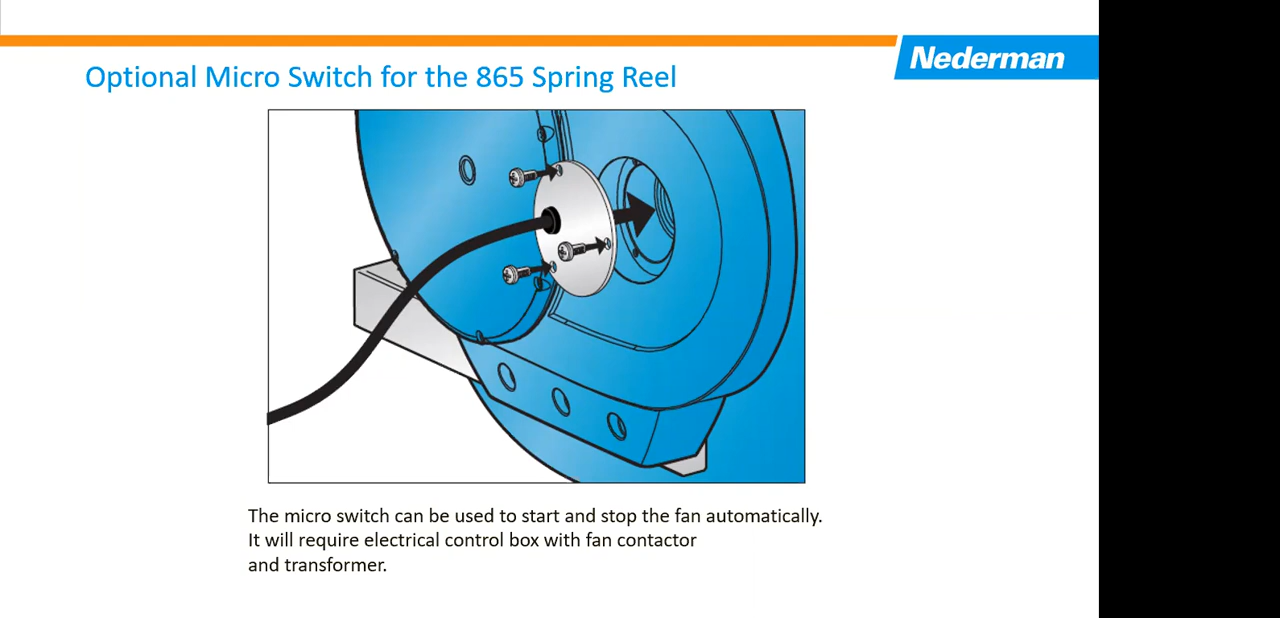 Nederman
Optional Micro Switch for the 865 Spring Reel
The micro switch can be used to start and stop the fan automatically.
It will require electrical control box with fan contactor
and transformer.